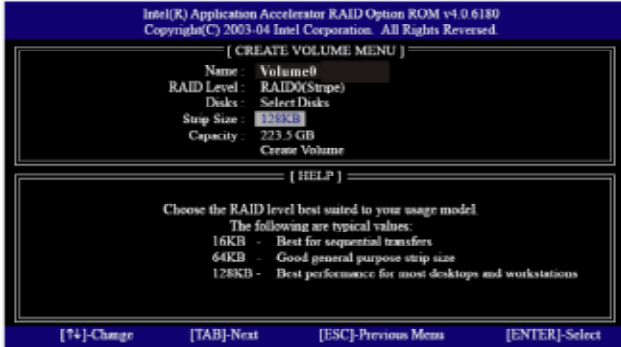 Intel(R) Application Accelerator RAID Option ROM v4.0.6180
Copyright(C) 2003-04 Intel Corporation. All Rights Reversed.
[ CREATE VOLUME MENU ]
Name : Volume0
RAID Level : RAID0(Stripe)
Disks : Select Disks
Strip Size : 128KB
Capacity : 223.5 GB
Create Volume
[ HELP ]
Choose the RAID level best suited to your usage model.
The following are typical values:
16KB - Best for sequential transfers
64KB - Good general purpose strip size
128KB - Best performance for most desktops and workstations
[↑↓]-Change [TAB]-Next [ESC]-Previous Menu [ENTER]-Select